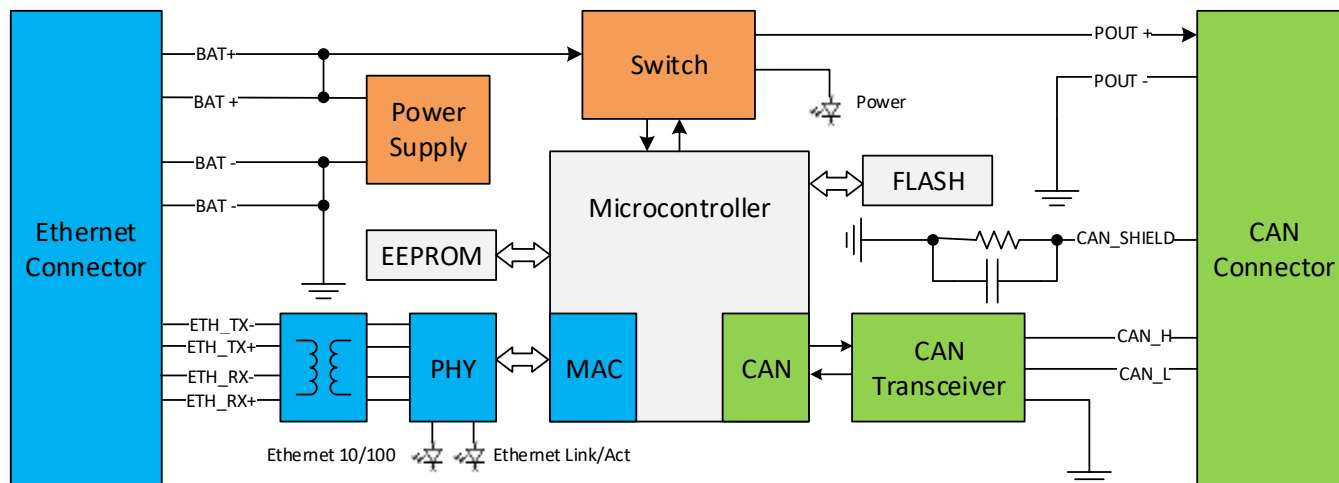 BAT+
BAT +
BAT -
BAT -
Ethernet
Connector
ETH_TX-
ETH_TX+
ETH_RX-
ETH_RX+
Power
Supply
Switch
Power
POUT +
POUT -
Microcontroller
FLASH
EEPROM
CAN_SHIELD
CAN
Connector
PHY
MAC
CAN
CAN
Transceiver
CAN_H
CAN_L
Ethernet 10/100
Ethernet Link/Act